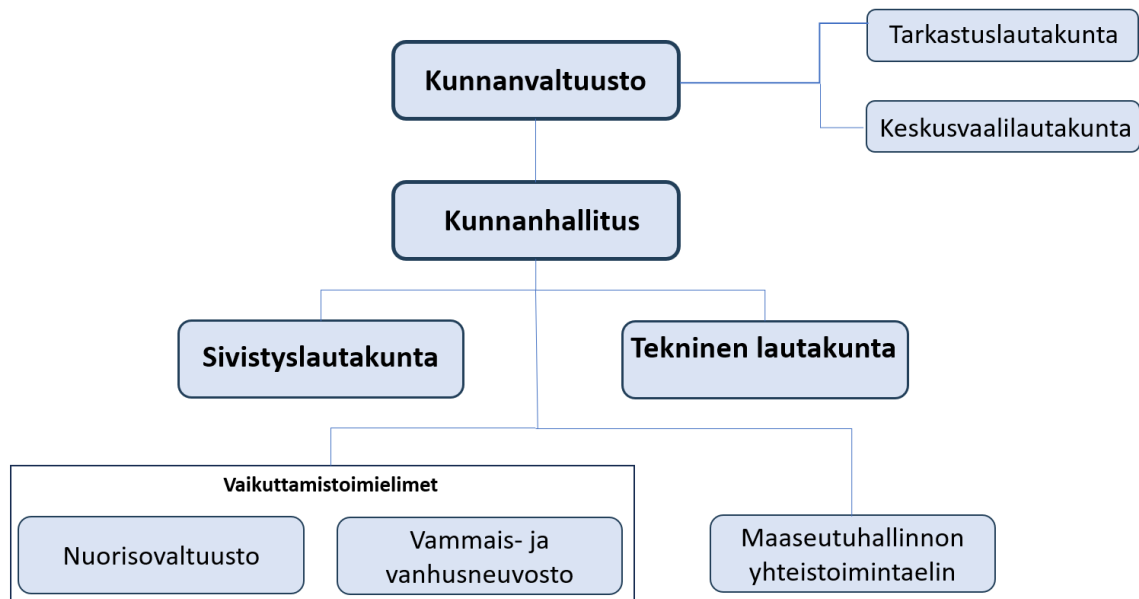 Tarkastuslautakunta
Kunnanvaltuusto
Keskusvaalilautakunta
Kunnanhallitus
Sivistyslautakunta
Tekninen lautakunta
Vaikuttamistoimielimet
Nuorisovaltuusto
Vammais- ja
vanhusneuvosto
Maaseutuhallinnon
yhteistoimintaelin